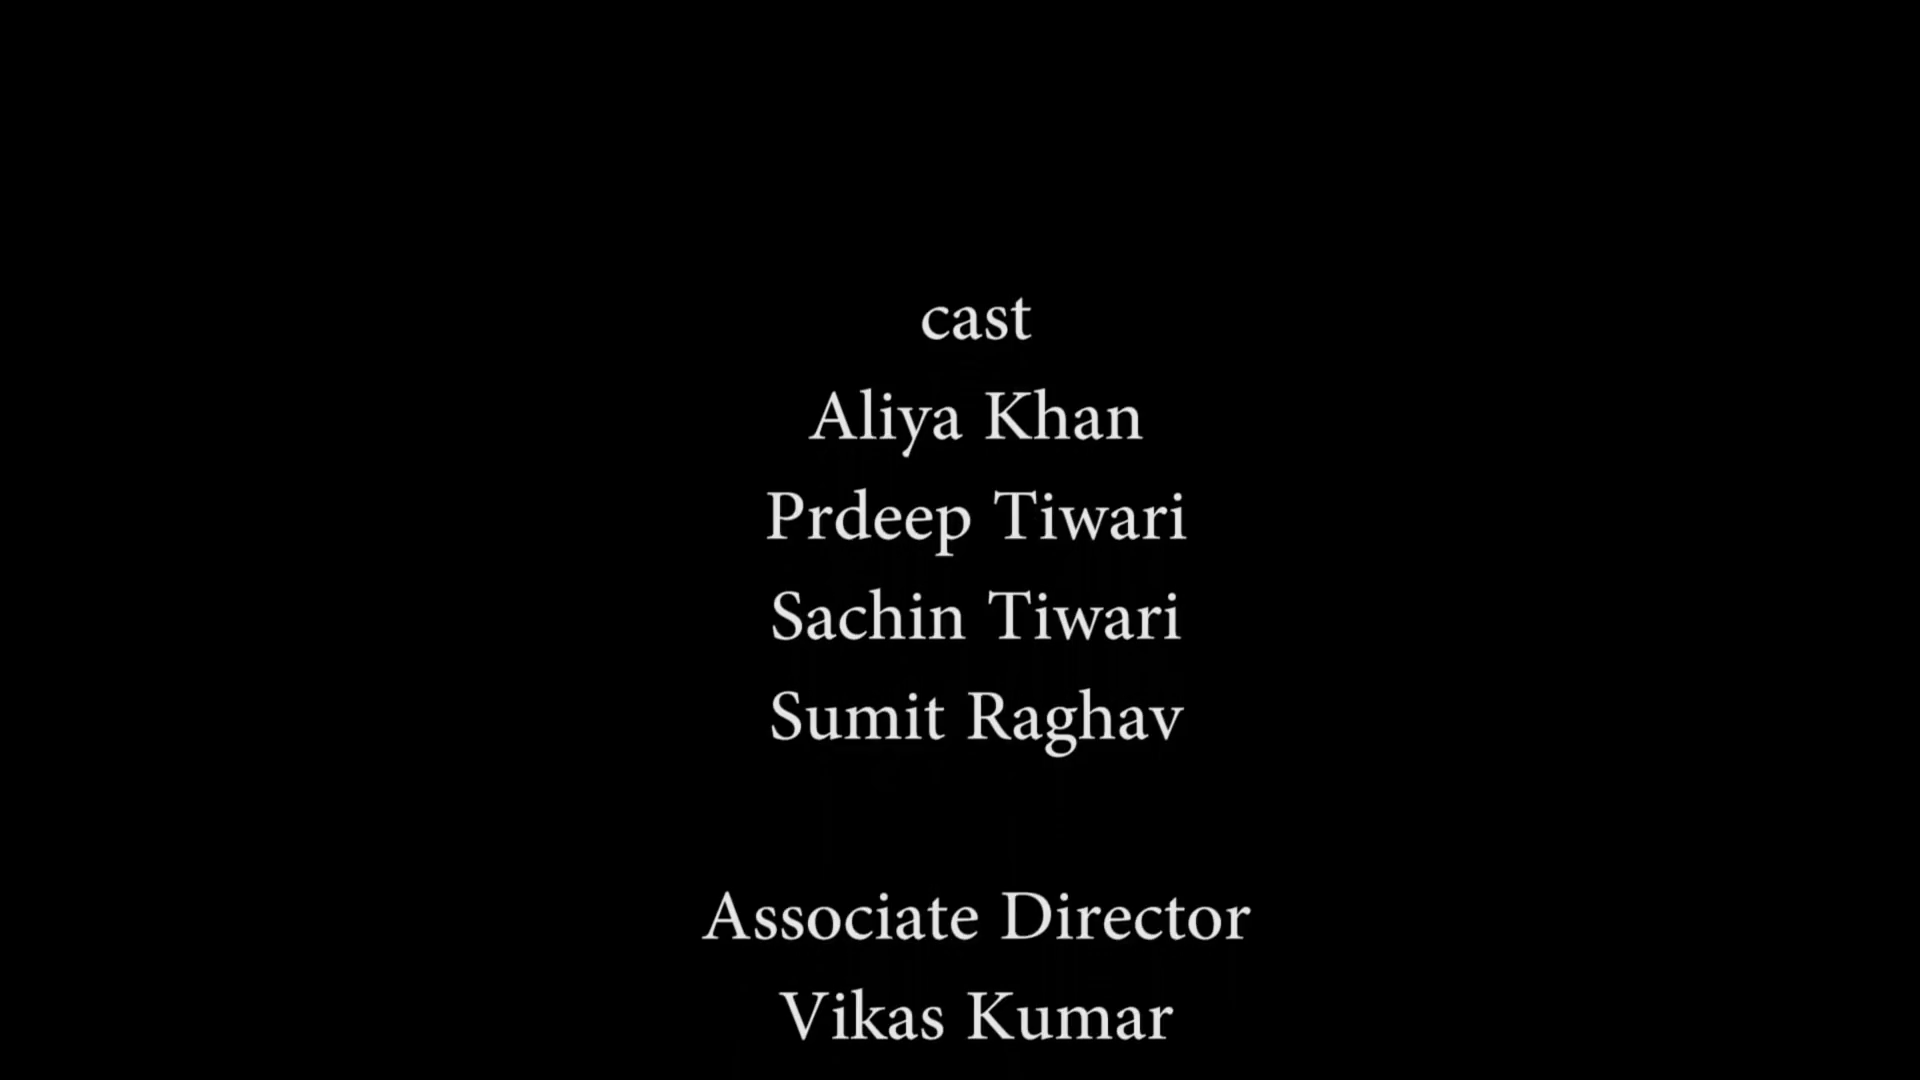 cast
Aliya Khan
Prdeep Tiwari
Sachin Tiwari
Sumit Raghav
Associate Director
Vikas Kumar